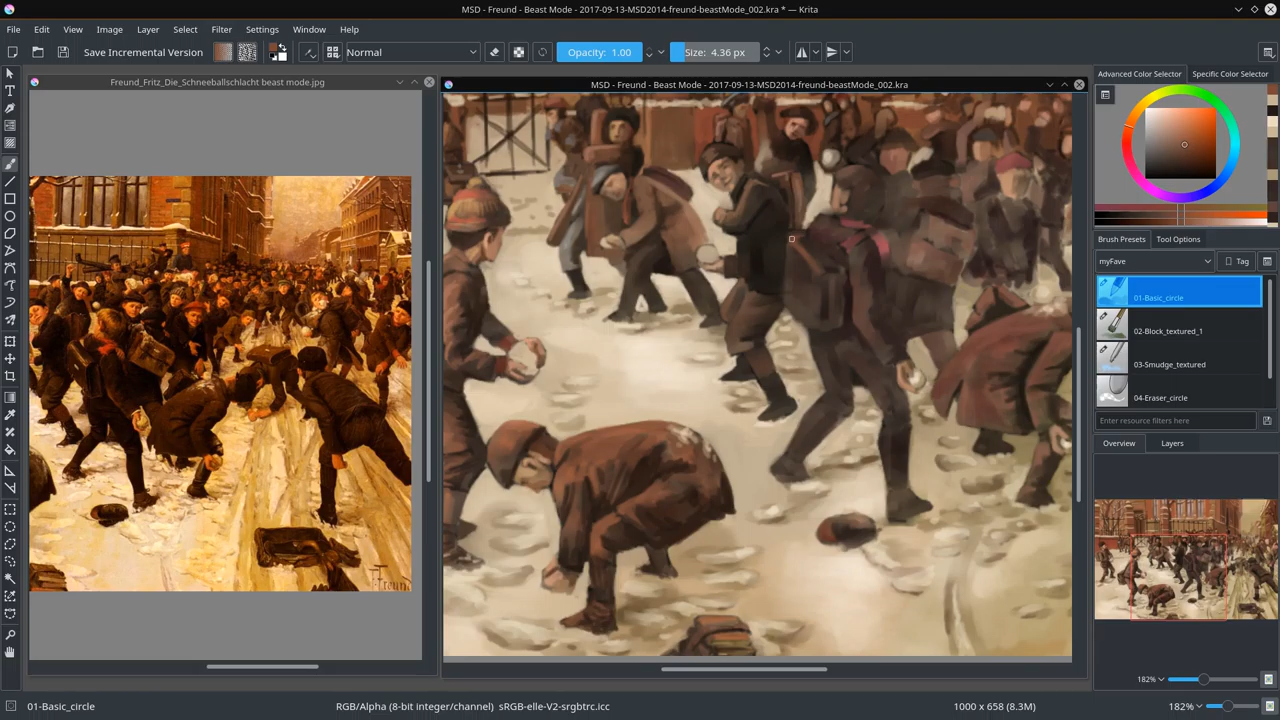 MSD - Freund - Beast Mode - 2017-09-13-MSD2014-freund-beastMode_002.kra * — Krita
File Edit View Image Layer Select Filter Settings Window Help
Save Incremental Version Normal Opacity: 1.00 Size: 4.36 px
Freund_Fritz_Die_Schneeballschlacht beast mode.jpg
MSD - Freund - Beast Mode - 2017-09-13-MSD2014-freund-beastMode_002.kra
Advanced Color Selector Specific Color Selector
Brush Presets Tool Options
myFave Tag
01-Basic_circle
02-Block_textured_1
03-Smudge_textured
04-Eraser_circle
Enter resource filters here
Overview Layers
182%
Freund
01-Basic_circle RGB/Alpha (8-bit integer/channel) sRGB-elle-V2-srgbtrc.icc 1000 x 658 (8.3M) 182%